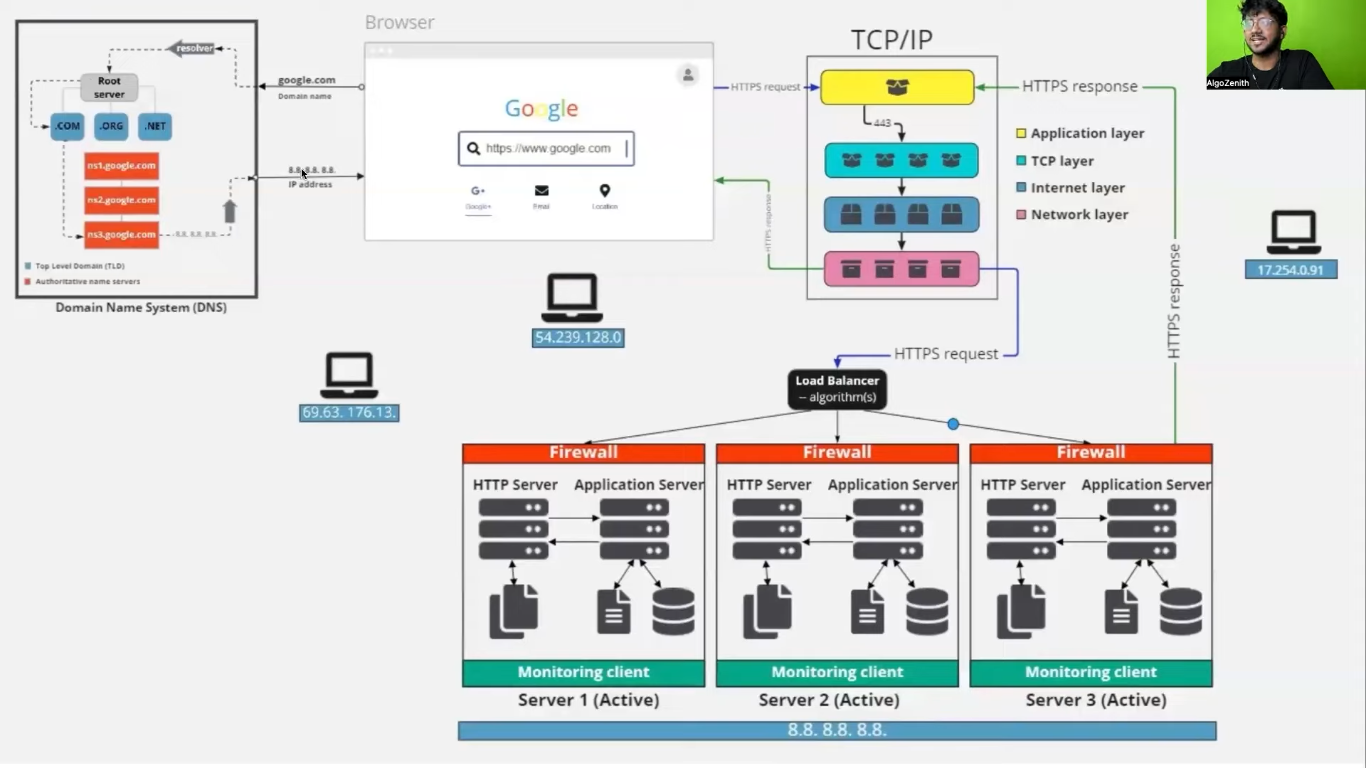 Browser
TCP/IP
AlgoZenith
resolver
Root
server
.COM
.ORG
.NET
ns1.google.com
ns2.google.com
ns3.google.com
8.8. 8.8. 8.8.
Top Level Domain (TLD)
Authoritative name servers
Domain Name System (DNS)
google.com
Domain name
8.8. 8.8. 8.8.
IP address
Google
https://www.google.com
G+
Google+
Email
Location
HTTPS request
443
HTTPS response
HTTPS response
Application layer
TCP layer
Internet layer
Network layer
HTTPS response
17.254.0.91
54.239.128.0
69.63. 176.13.
HTTPS request
Load Balancer
– algorithm(s)
Firewall
HTTP Server
Application Server
Monitoring client
Server 1 (Active)
Firewall
HTTP Server
Application Server
Monitoring client
Server 2 (Active)
Firewall
HTTP Server
Application Server
Monitoring client
Server 3 (Active)
8.8. 8.8. 8.8.